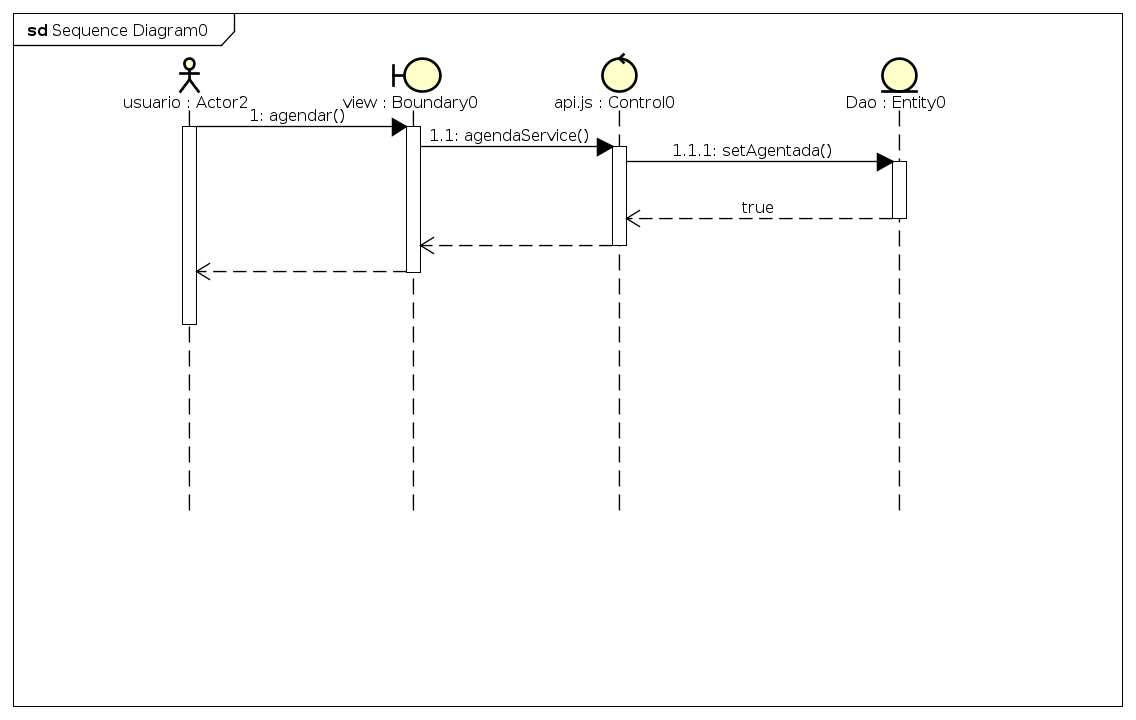 sd Sequence Diagram0
usuario : Actor2
view : Boundary0
api.js : Control0
Dao : Entity0
1: agendar()
1.1: agendaService()
1.1.1: setAgentada()
true